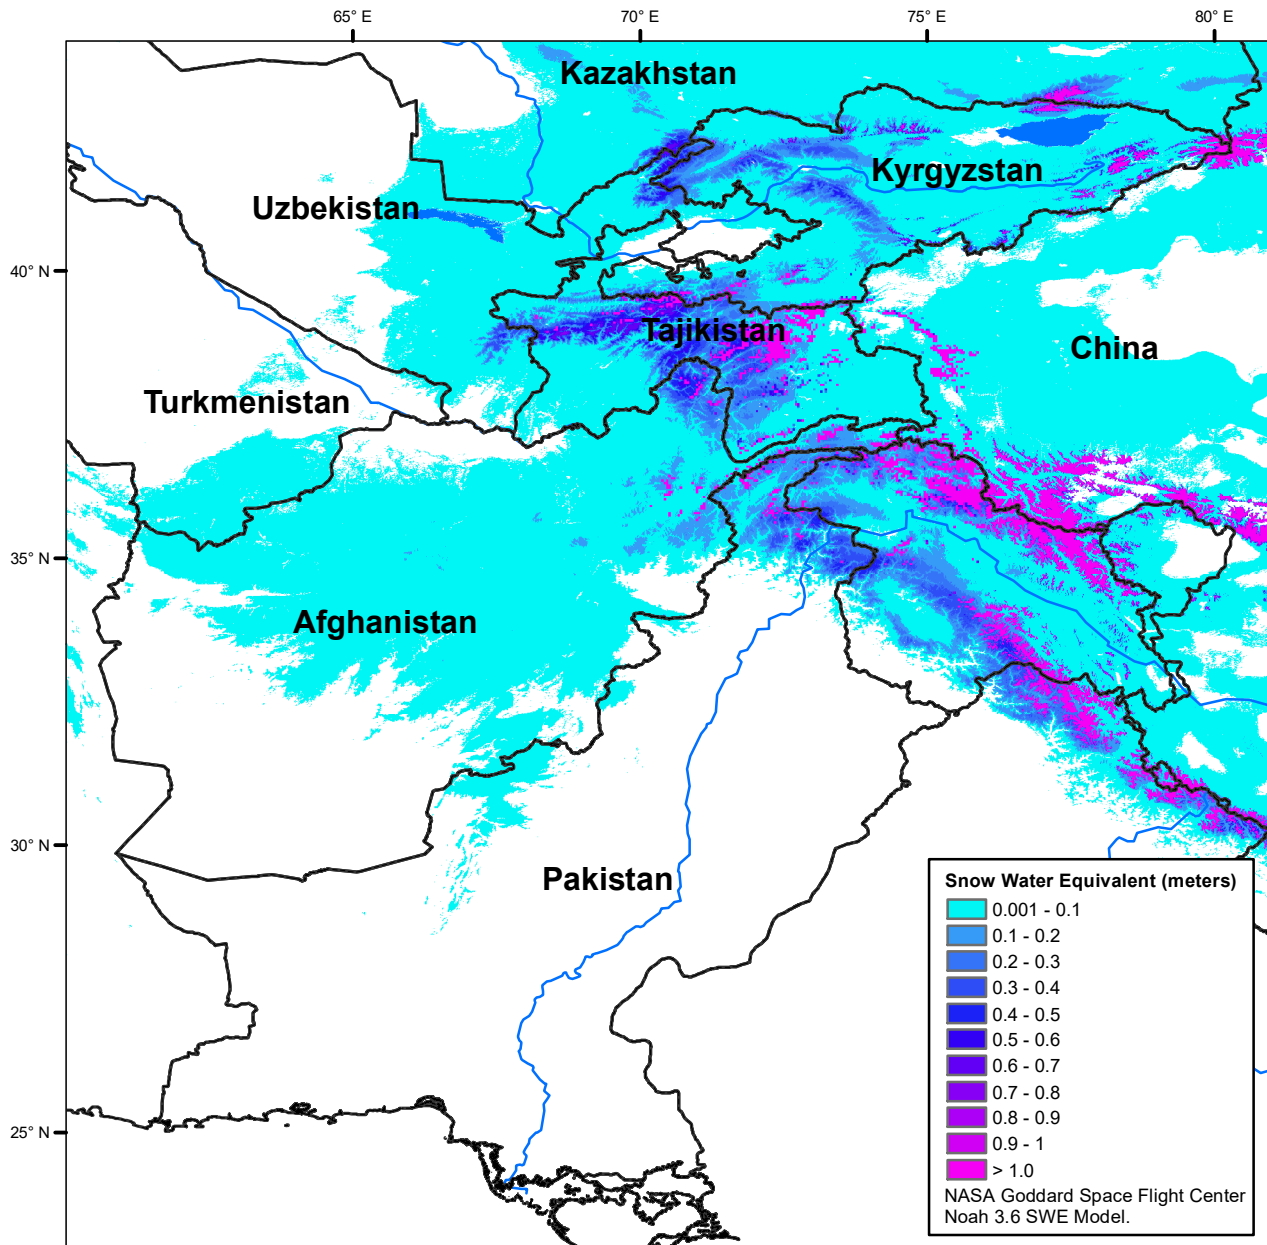 65° E
70° E
75° E
80° E
Kazakhstan
Kyrgyzstan
Uzbekistan
40° N
Tajikistan
China
Turkmenistan
35° N
Afghanistan
30° N
Pakistan
25° N
Snow Water Equivalent (meters)
0.001 - 0.1
0.1 - 0.2
0.2 - 0.3
0.3 - 0.4
0.4 - 0.5
0.5 - 0.6
0.6 - 0.7
0.7 - 0.8
0.8 - 0.9
0.9 - 1
> 1.0
NASA Goddard Space Flight Center
Noah 3.6 SWE Model.